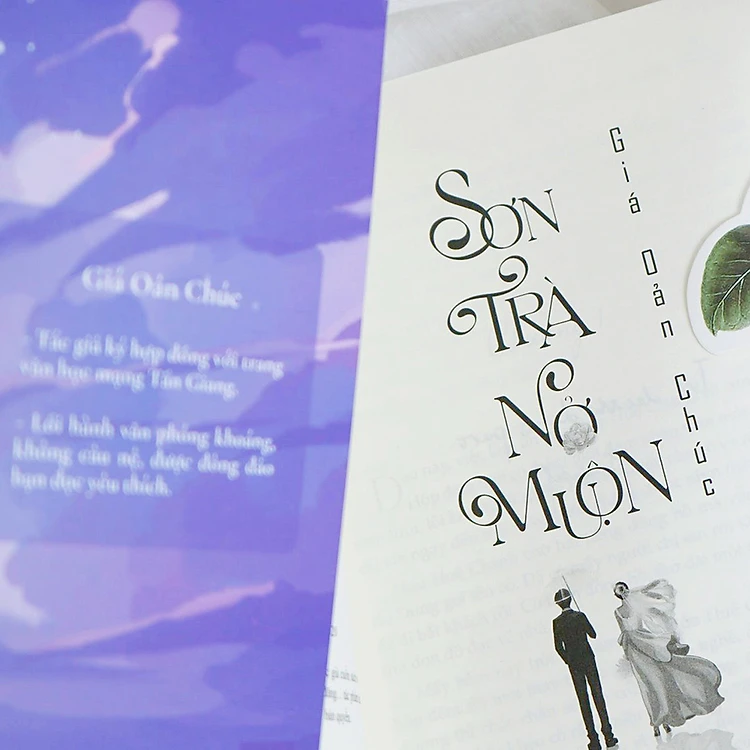 Giả Oản Chúc
- Tác giả ký hợp đồng với trang
văn học mạng Tấn Giang.
- Lối hành văn phóng khoáng,
không câu nệ, được đông đảo
bạn đọc yêu thích.
SƠN
TRÀ
NỞ
MUỘN
Giá Oản Chúc